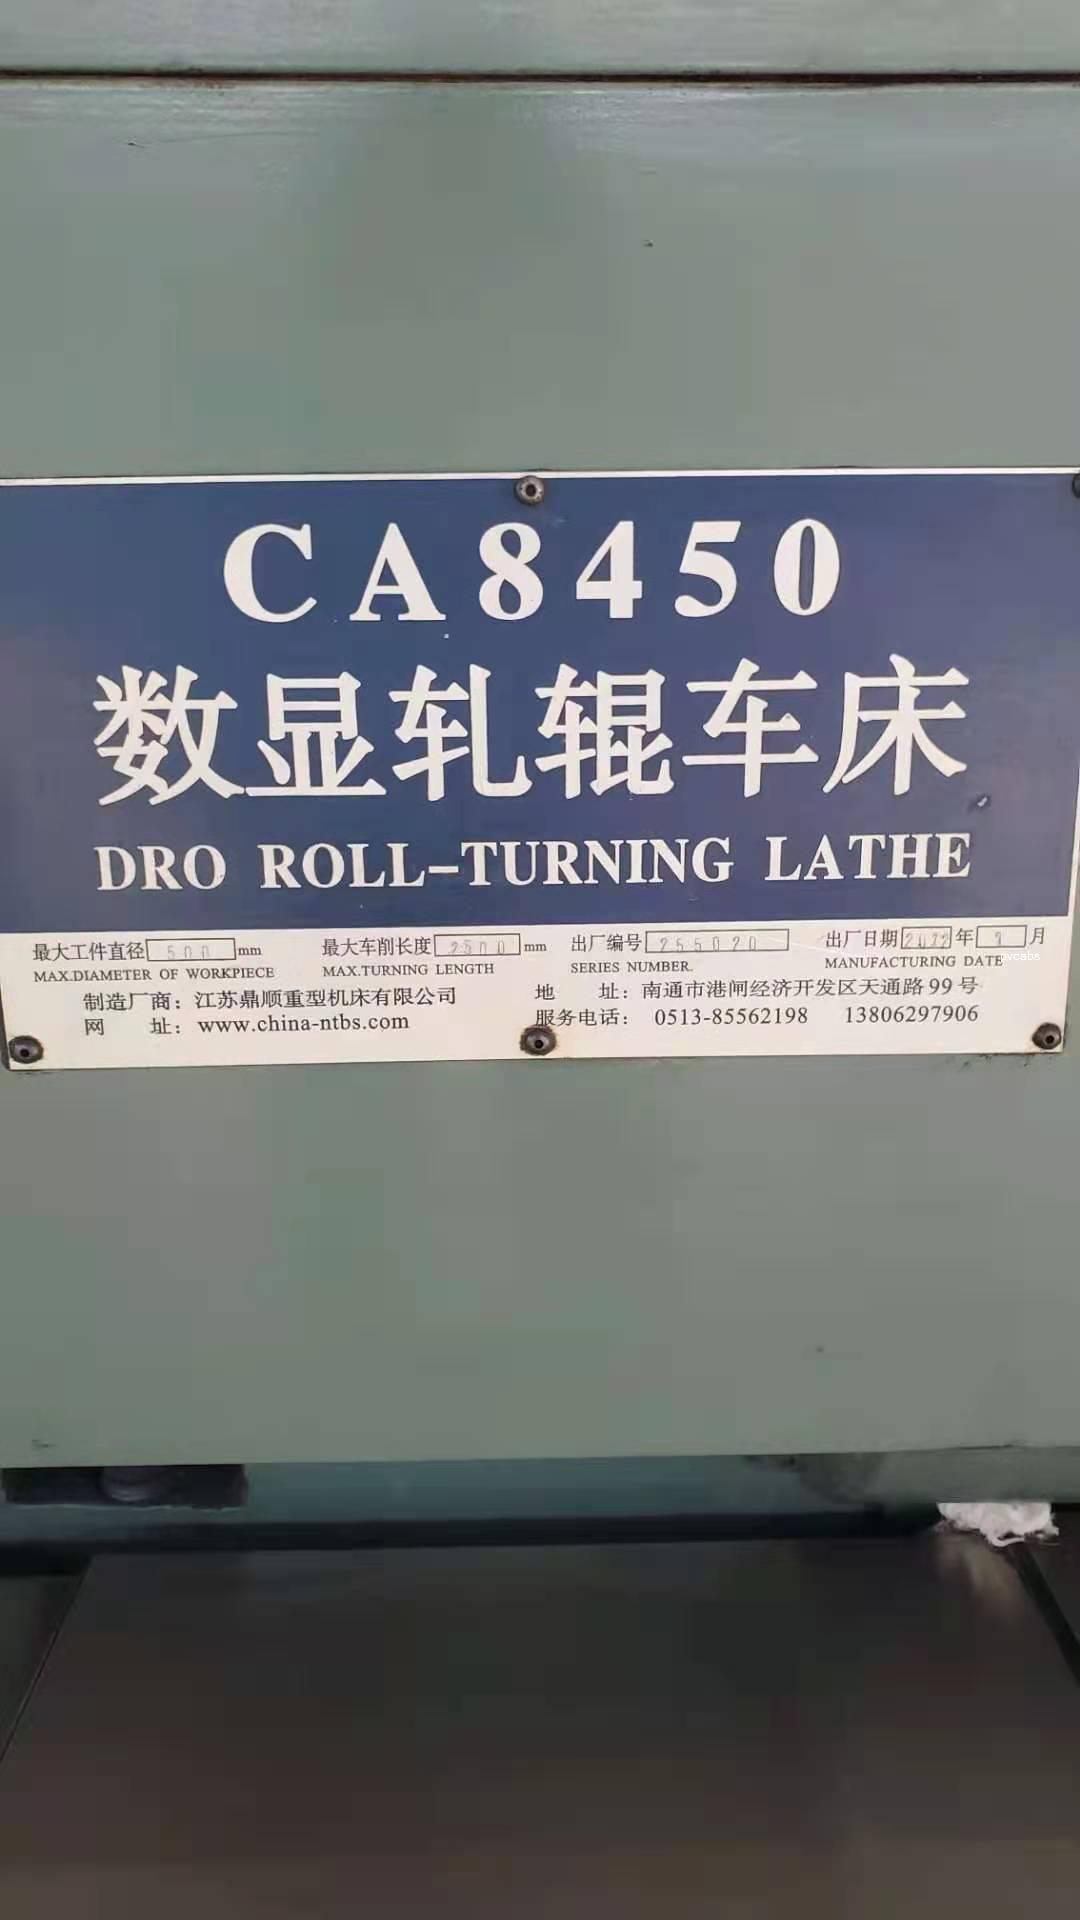 CA8450
数显轧辊车床
DRO ROLL-TURNING LATHE
最大工件直径 500 mm 最大车削长度 2500 mm 出厂编号 255020 出厂日期 2022 年 月
MAX.DIAMETER OF WORKPIECE MAX.TURNING LENGTH SERIES NUMBER. MANUFACTURING DATE
制造厂商：江苏鼎顺重型机床有限公司 地 址：南通市港闸经济开发区天通路99号
网 址：www.china-ntbs.com 服务电话： 0513-85562198 13806297906